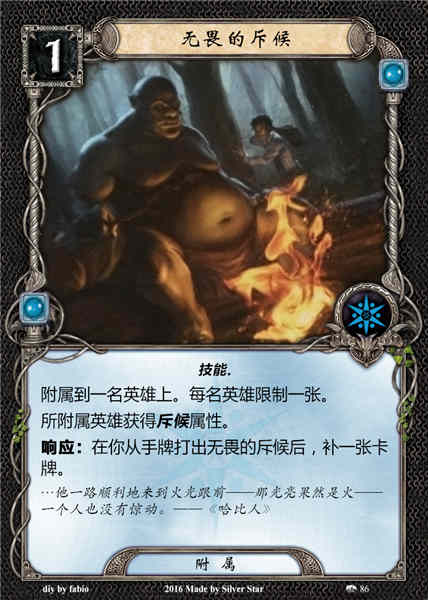 无畏的斥候
1
技能.
附属到一名英雄上。每名英雄限制一张。
所附属英雄获得斥候属性。
响应：在你从手牌打出无畏的斥候后，补一张卡
牌。
…他一路顺利地来到火光跟前——那光亮果然是火——
一个人也没有惊动。——《哈比人》
附属
diy by fabio
2016 Made by Silver Star
86